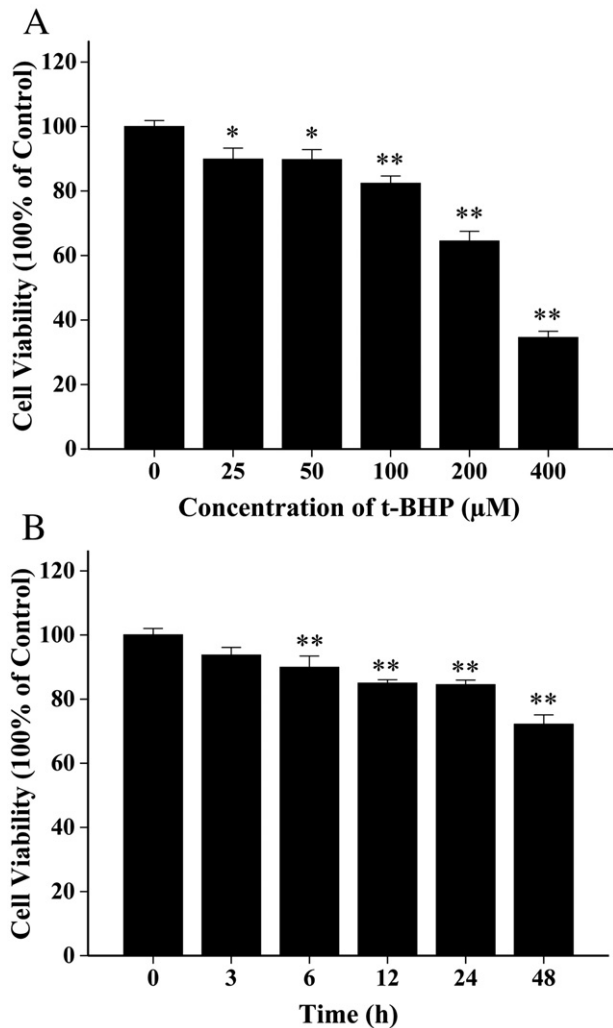 A
Cell Viability (100% of Control)
120
100
80
60
40
20
0
* * ** ** **
0 25 50 100 200 400
Concentration of t-BHP (μM)
B
Cell Viability (100% of Control)
120
100
80
60
40
20
0
** ** ** **
0 3 6 12 24 48
Time (h)